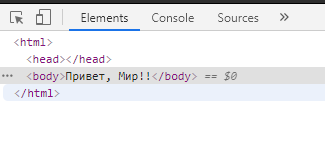 Elements Console Sources »
<html>
<head></head>
··· <body>Привет, Мир!!</body> == $0
</html>